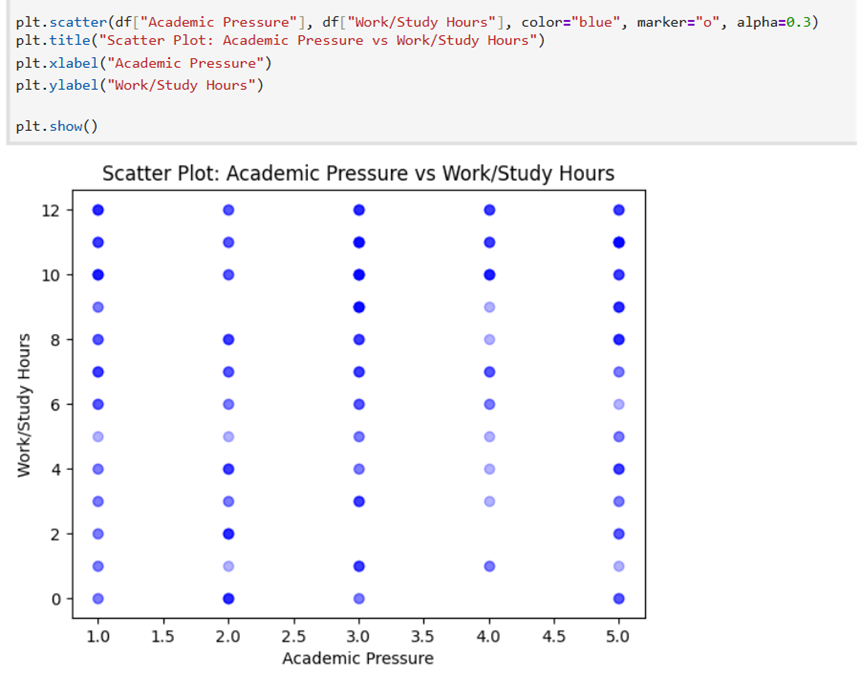 plt.scatter(df["Academic Pressure"], df["Work/Study Hours"], color="blue", marker="o", alpha=0.3)
plt.title("Scatter Plot: Academic Pressure vs Work/Study Hours")
plt.xlabel("Academic Pressure")
plt.ylabel("Work/Study Hours")
plt.show()
Scatter Plot: Academic Pressure vs Work/Study Hours
12
10
8
6
4
2
0
Work/Study Hours
1.0 1.5 2.0 2.5 3.0 3.5 4.0 4.5 5.0
Academic Pressure